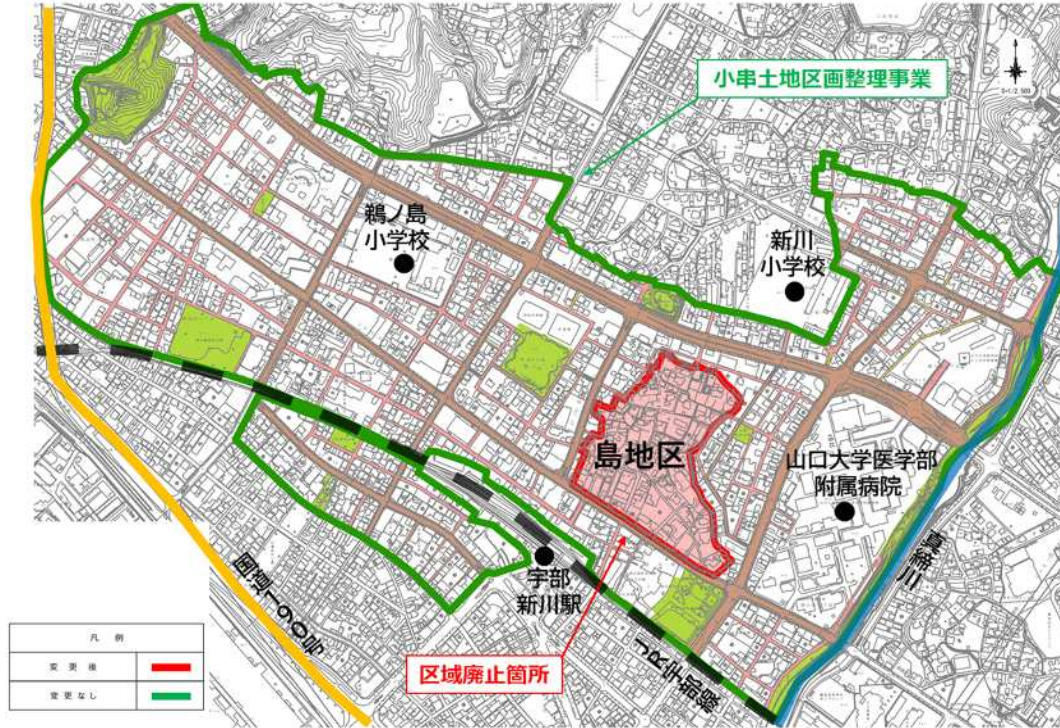 小串土地区画整理事業
S=1/2,500
鵜ノ島
小学校
新川
小学校
島地区
山口大学医学部
附属病院
真締川
宇部
新川駅
国道190号
JR宇部線
区域廃止箇所
凡 例
変 更 後
変 更 な し